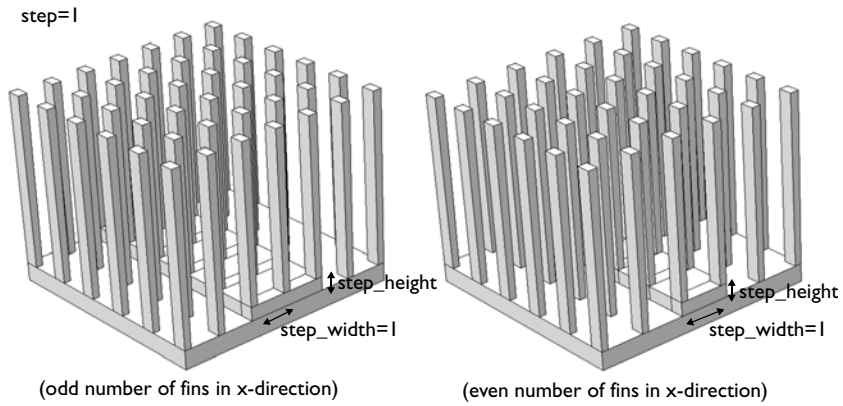 step=1
step_height
step_width=1
(odd number of fins in x-direction)
step_height
step_width=1
(even number of fins in x-direction)